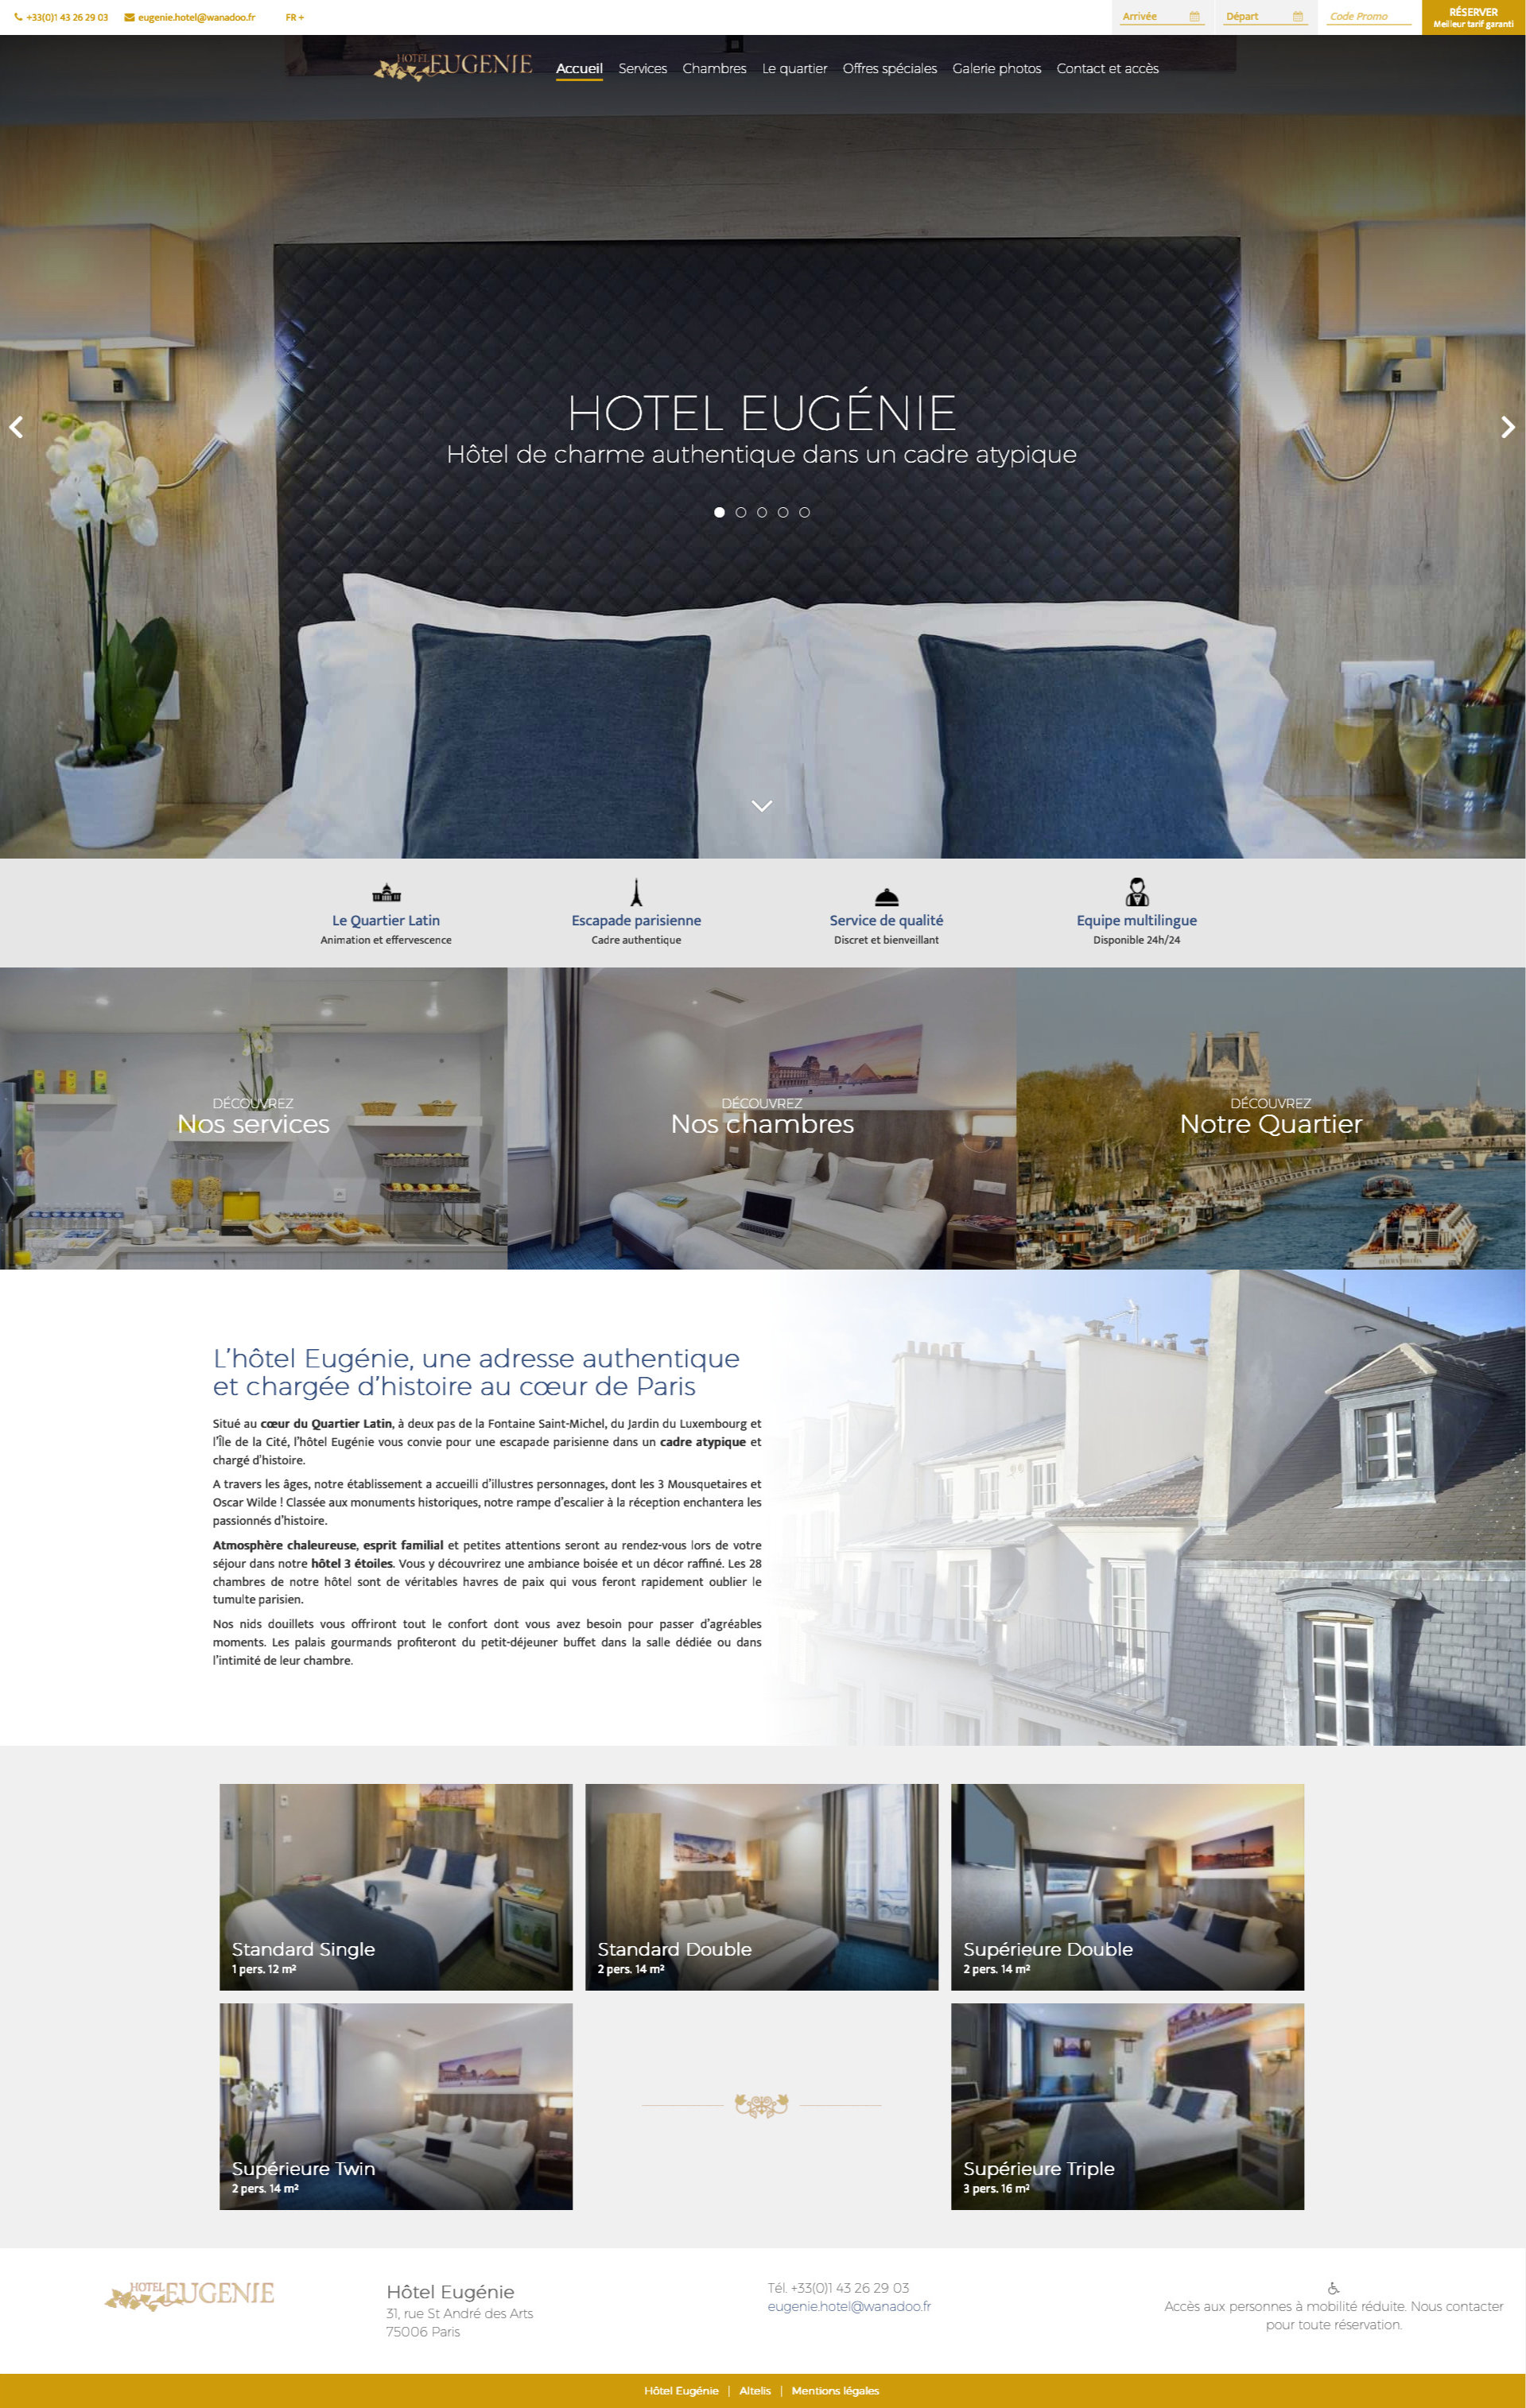 +33(0)1 43 26 29 03
eugenie.hotel@wanadoo.fr
FR +
Arrivée
Départ
Code Promo
RÉSERVER
Meilleur tarif garanti
HOTEL EUGENIE
Accueil
Services
Chambres
Le quartier
Offres spéciales
Galerie photos
Contact et accès
HOTEL EUGÉNIE
Hôtel de charme authentique dans un cadre atypique
Le Quartier Latin
Animation et effervescence
Escapade parisienne
Cadre authentique
Service de qualité
Discret et bienveillant
Equipe multilingue
Disponible 24h/24
DÉCOUVREZ
Nos services
DÉCOUVREZ
Nos chambres
DÉCOUVREZ
Notre Quartier
L'hôtel Eugénie, une adresse authentique
et chargée d'histoire au cœur de Paris
Situé au cœur du Quartier Latin, à deux pas de la Fontaine Saint-Michel, du Jardin du Luxembourg et
l'Île de la Cité, l'hôtel Eugénie vous convie pour une escapade parisienne dans un cadre atypique et
chargé d'histoire.
A travers les âges, notre établissement a accueilli d'illustres personnages, dont les 3 Mousquetaires et
Oscar Wilde ! Classée aux monuments historiques, notre rampe d'escalier à la réception enchantera les
passionnés d'histoire.
Atmosphère chaleureuse, esprit familial et petites attentions seront au rendez-vous lors de votre
séjour dans notre hôtel 3 étoiles. Vous y découvrirez une ambiance boisée et un décor raffiné. Les 28
chambres de notre hôtel sont de véritables havres de paix qui vous feront rapidement oublier le
tumulte parisien.
Nos nids douillets vous offriront tout le confort dont vous avez besoin pour passer d'agréables
moments. Les palais gourmands profiteront du petit-déjeuner buffet dans la salle dédiée ou dans
l'intimité de leur chambre.
Standard Single
1 pers. 12 m²
Standard Double
2 pers. 14 m²
Supérieure Double
2 pers. 14 m²
Supérieure Twin
2 pers. 14 m²
Supérieure Triple
3 pers. 16 m²
HOTEL EUGENIE
Hôtel Eugénie
31, rue St André des Arts
75006 Paris
Tél. +33(0)1 43 26 29 03
eugenie.hotel@wanadoo.fr
Accès aux personnes à mobilité réduite. Nous contacter
pour toute réservation.
Hôtel Eugénie | Altelis | Mentions légales